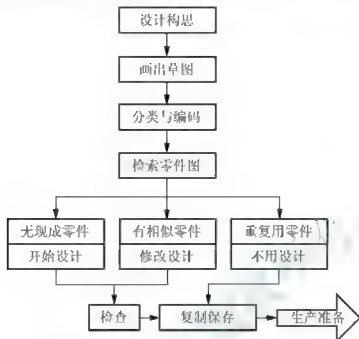 设计构思
画出草图
分类与编码
检索零件图
无现成零件 有相似零件 重复用零件
开始设计 修改设计 不用设计
检查 复制保存 生产准备